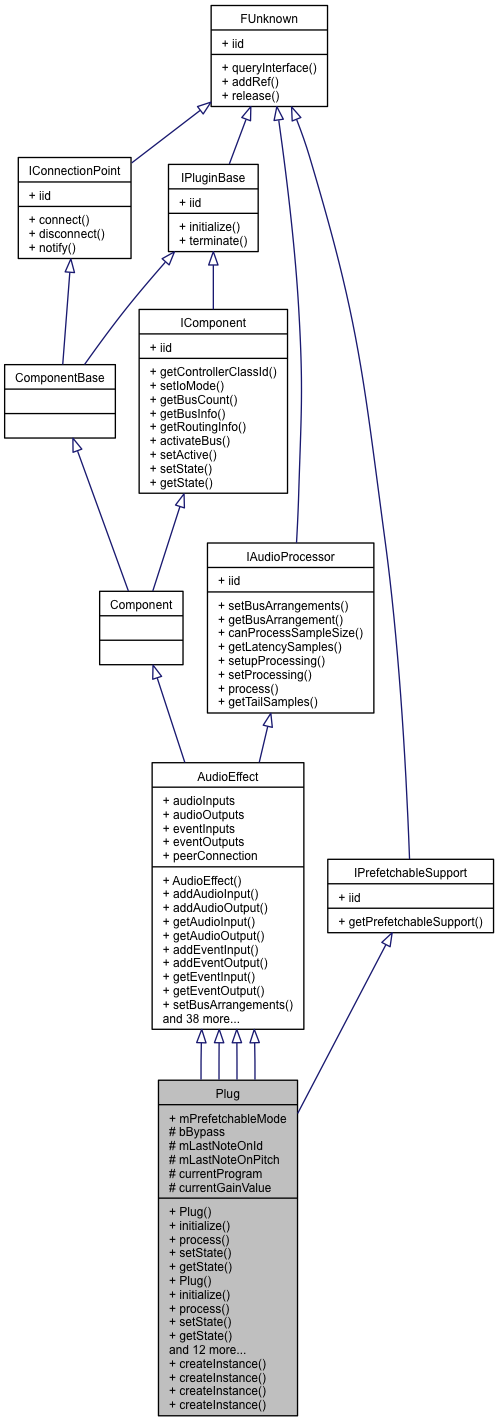 FUnknown
+ iid
+ queryInterface()
+ addRef()
+ release()
IConnectionPoint
+ iid
+ connect()
+ disconnect()
+ notify()
IPluginBase
+ iid
+ initialize()
+ terminate()
IComponent
+ iid
+ getControllerClassId()
+ setIoMode()
+ getBusCount()
+ getBusInfo()
+ getRoutingInfo()
+ activateBus()
+ setActive()
+ setState()
+ getState()
ComponentBase
IAudioProcessor
+ iid
+ setBusArrangements()
+ getBusArrangement()
+ canProcessSampleSize()
+ getLatencySamples()
+ setupProcessing()
+ setProcessing()
+ process()
+ getTailSamples()
Component
AudioEffect
+ audioInputs
+ audioOutputs
+ eventInputs
+ eventOutputs
+ peerConnection
+ AudioEffect()
+ addAudioInput()
+ addAudioOutput()
+ getAudioInput()
+ getAudioOutput()
+ addEventInput()
+ addEventOutput()
+ getEventInput()
+ getEventOutput()
+ setBusArrangements()
and 38 more...
IPrefetchableSupport
+ iid
+ getPrefetchableSupport()
Plug
+ mPrefetchableMode
# bBypass
# mLastNoteOnId
# mLastNoteOnPitch
# currentProgram
# currentGainValue
+ Plug()
+ initialize()
+ process()
+ setState()
+ getState()
+ Plug()
+ initialize()
+ process()
+ setState()
+ getState()
and 12 more...
+ createInstance()
+ createInstance()
+ createInstance()
+ createInstance()